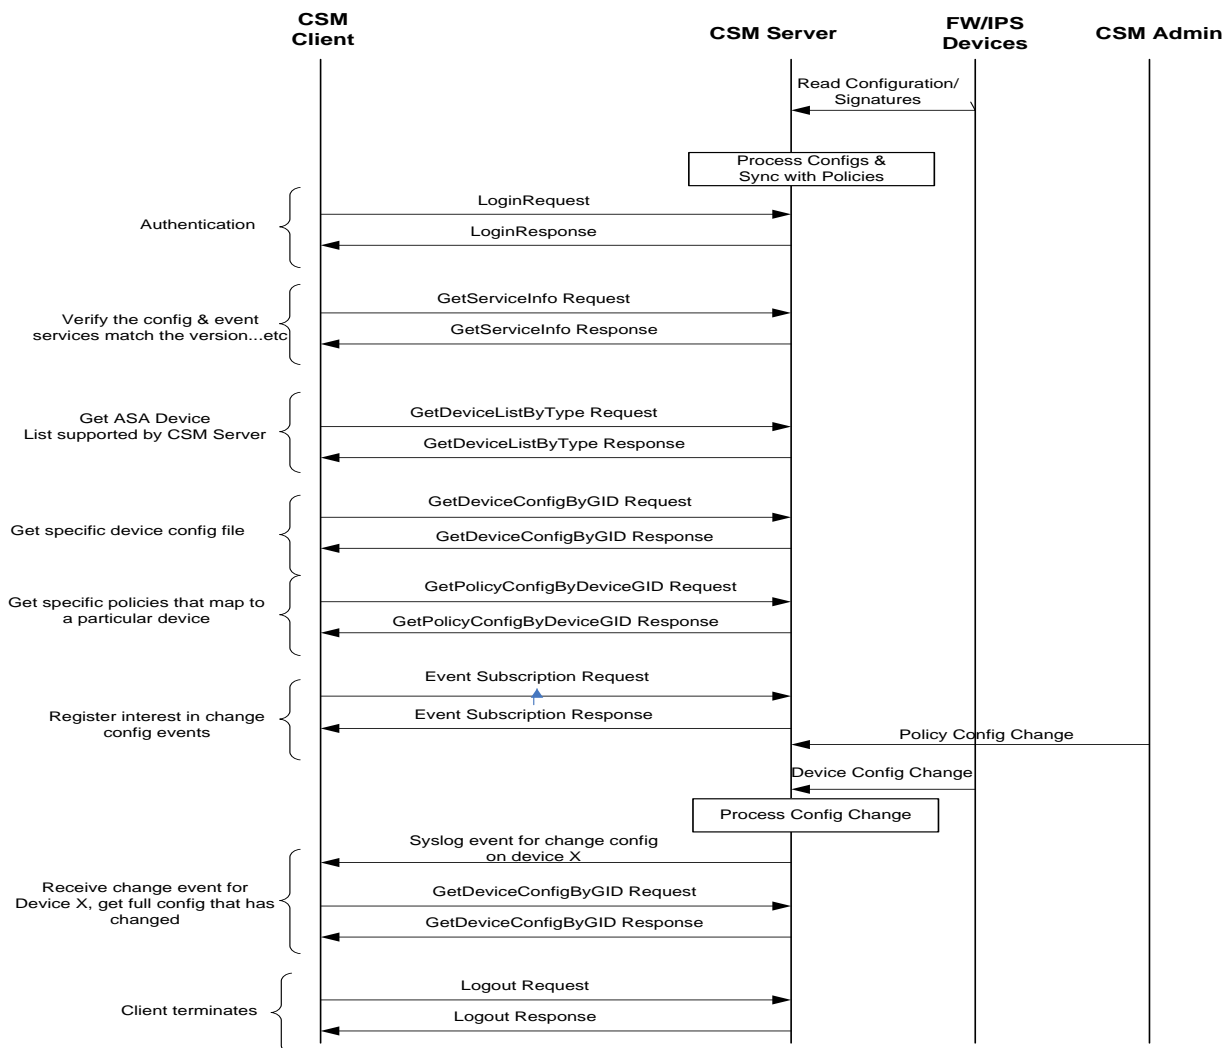 CSM
Client
CSM Server
FW/IPS
Devices
CSM Admin
Read Configuration/
Signatures
Process Configs &
Sync with Policies
Authentication
LoginRequest
LoginResponse
Verify the config & event
services match the version...etc
GetServiceInfo Request
GetServiceInfo Response
Get ASA Device
List supported by CSM Server
GetDeviceListByType Request
GetDeviceListByType Response
Get specific device config file
GetDeviceConfigByGID Request
GetDeviceConfigByGID Response
Get specific policies that map to
a particular device
GetPolicyConfigByDeviceGID Request
GetPolicyConfigByDeviceGID Response
Register interest in change
config events
Event Subscription Request
Event Subscription Response
Policy Config Change
Device Config Change
Process Config Change
Syslog event for change config
on device X
Receive change event for
Device X, get full config that has
changed
GetDeviceConfigByGID Request
GetDeviceConfigByGID Response
Client terminates
Logout Request
Logout Response